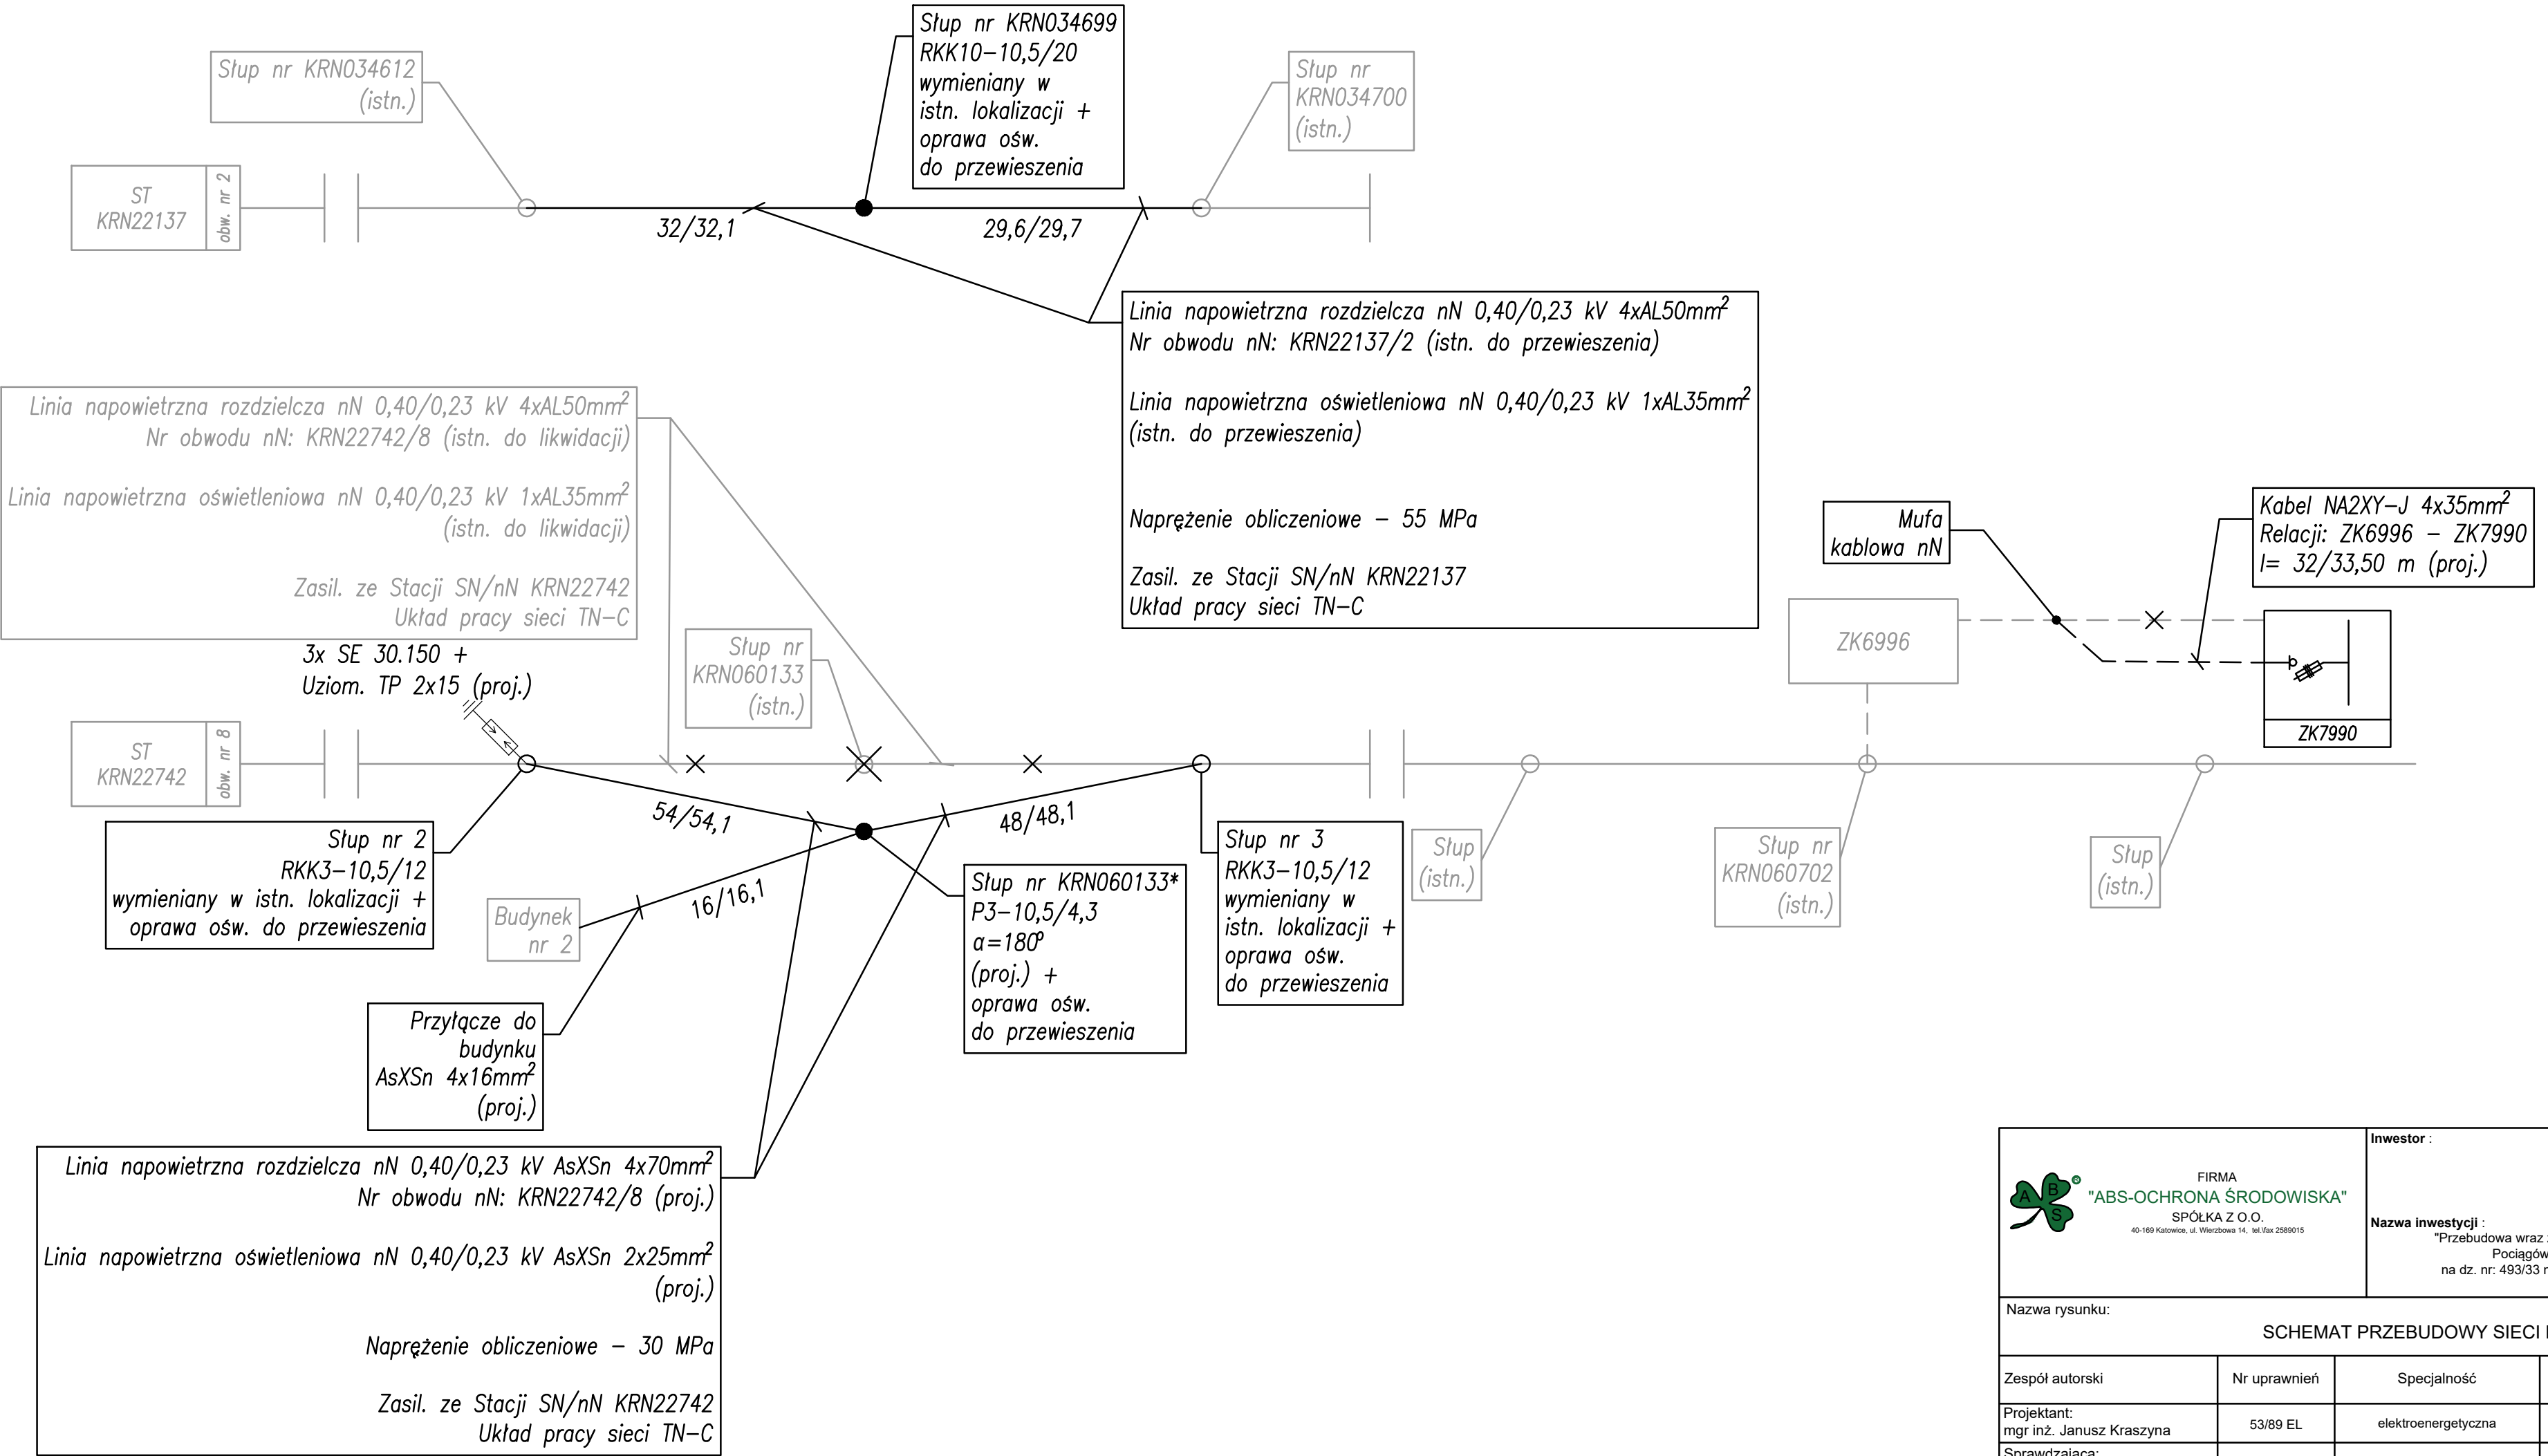 Słup nr KRN034612
(istn.)
Słup nr KRN034699
RKK10-10,5/20
wymieniany w
istn. lokalizacji +
oprawa ośw.
do przewieszenia
Słup nr
KRN034700
(istn.)
ST
KRN22137
obw. nr 2
32/32,1
29,6/29,7
Linia napowietrzna rozdzielcza nN 0,40/0,23 kV 4xAL50mm²
Nr obwodu nN: KRN22137/2 (istn. do przewieszenia)
Linia napowietrzna oświetleniowa nN 0,40/0,23 kV 1xAL35mm²
(istn. do przewieszenia)
Naprężenie obliczeniowe - 55 MPa
Zasil. ze Stacji SN/nN KRN22137
Układ pracy sieci TN-C
Linia napowietrzna rozdzielcza nN 0,40/0,23 kV 4xAL50mm²
Nr obwodu nN: KRN22742/8 (istn. do likwidacji)
Linia napowietrzna oświetleniowa nN 0,40/0,23 kV 1xAL35mm²
(istn. do likwidacji)
Zasil. ze Stacji SN/nN KRN22742
Układ pracy sieci TN-C
3x SE 30.150 +
Uziom. TP 2x15 (proj.)
Słup nr
KRN060133
(istn.)
Mufa
kablowa nN
Kabel NA2XY-J 4x35mm²
Relacji: ZK6996 - ZK7990
l= 32/33,50 m (proj.)
ZK6996
ZK7990
ST
KRN22742
obw. nr 8
54/54,1
48/48,1
16/16,1
Słup nr 2
RKK3-10,5/12
wymieniany w istn. lokalizacji +
oprawa ośw. do przewieszenia
Budynek
nr 2
Słup nr KRN060133*
P3-10,5/4,3
α=180º
(proj.) +
oprawa ośw.
do przewieszenia
Słup nr 3
RKK3-10,5/12
wymieniany w
istn. lokalizacji +
oprawa ośw.
do przewieszenia
Słup
(istn.)
Słup nr
KRN060702
(istn.)
Słup
(istn.)
Przyłącze do
budynku
AsXSn 4x16mm²
(proj.)
Linia napowietrzna rozdzielcza nN 0,40/0,23 kV AsXSn 4x70mm²
Nr obwodu nN: KRN22742/8 (proj.)
Linia napowietrzna oświetleniowa nN 0,40/0,23 kV AsXSn 2x25mm²
(proj.)
Naprężenie obliczeniowe - 30 MPa
Zasil. ze Stacji SN/nN KRN22742
Układ pracy sieci TN-C
A B S ®
FIRMA
"ABS-OCHRONA ŚRODOWISKA"
SPÓŁKA Z O.O.
40-169 Katowice, ul. Wierzbowa 14, tel.\fax 2589015
Inwestor :
Nazwa inwestycji :
"Przebudowa wraz
Pociągów
na dz. nr: 493/33
Nazwa rysunku:
SCHEMAT PRZEBUDOWY SIECI
Zespół autorski
Nr uprawnień
Specjalność
Projektant:
mgr inż. Janusz Kraszyna
53/89 EL
elektroenergetyczna
Sprawdzająca: